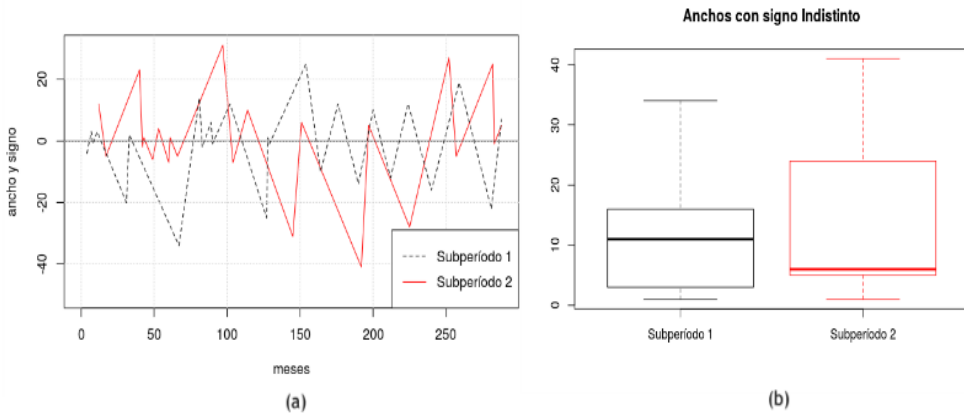 ancho y signo
20
0
-20
-40
0
50
100
150
200
250
meses
Subperíodo 1
Subperíodo 2
(a)
Anchos con signo Indistinto
40
30
20
10
0
Subperíodo 1
Subperíodo 2
(b)